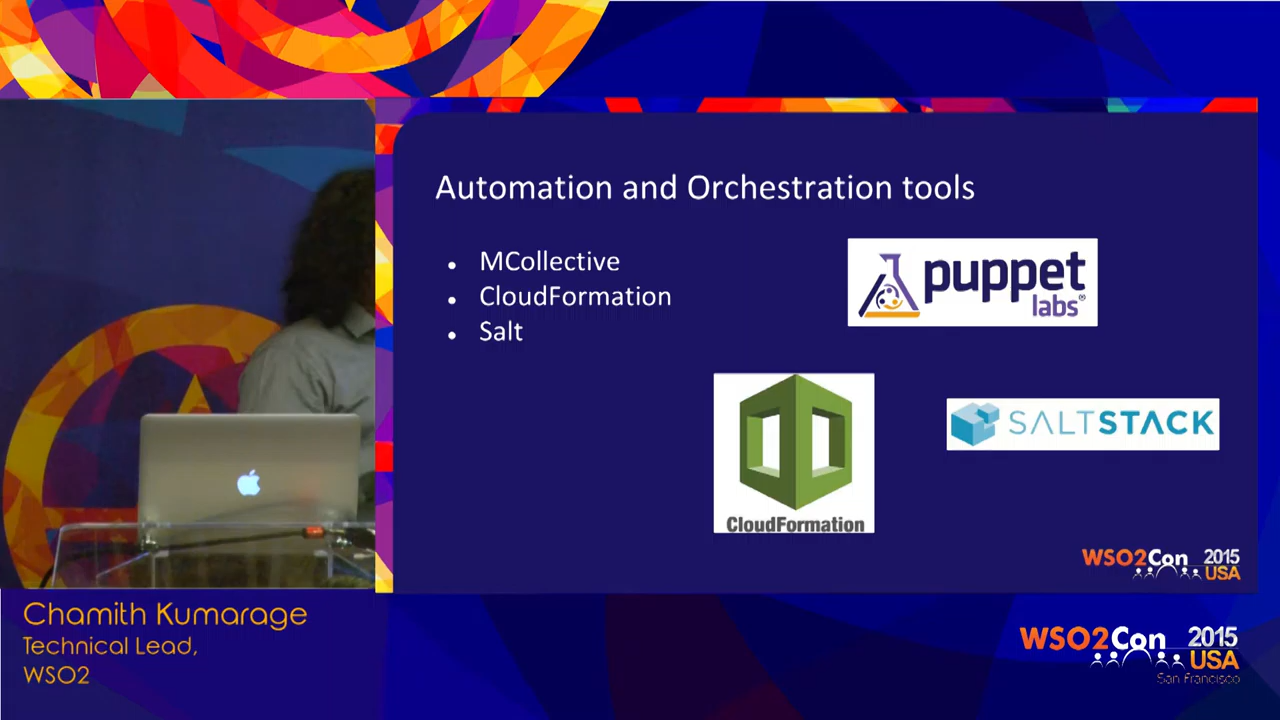 Automation and Orchestration tools
MCollective
CloudFormation
Salt
puppet
labs®
CloudFormation
SALTSTACK
WSO2Con 2015
USA
Chamith Kumarage
Technical Lead,
WSO2
WSO2Con 2015
USA
San Francisco